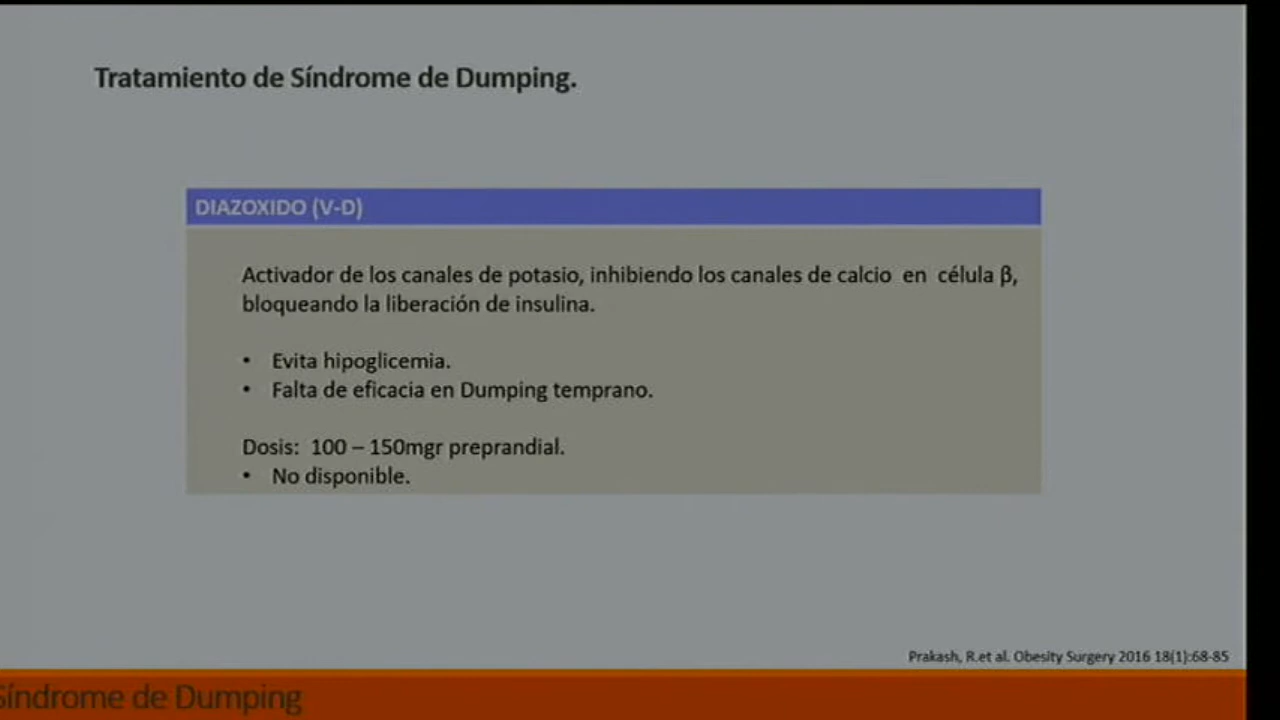 Tratamiento de Síndrome de Dumping.
DIAZOXIDO (V-D)
Activador de los canales de potasio, inhibiendo los canales de calcio en célula β,
bloqueando la liberación de insulina.
• Evita hipoglicemia.
• Falta de eficacia en Dumping temprano.
Dosis: 100 – 150mgr preprandial.
• No disponible.
Prakash, R.et al. Obesity Surgery 2016 18(1):68-85
Síndrome de Dumping